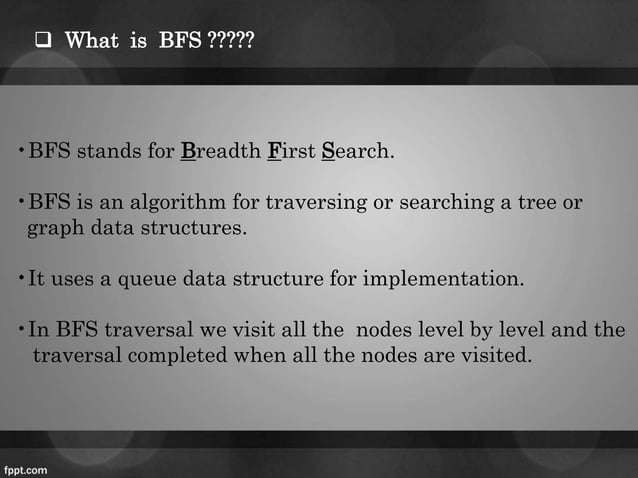 ❑ What is BFS ?????
•BFS stands for Breadth First Search.
•BFS is an algorithm for traversing or searching a tree or
graph data structures.
•It uses a queue data structure for implementation.
•In BFS traversal we visit all the nodes level by level and the
traversal completed when all the nodes are visited.
fppt.com